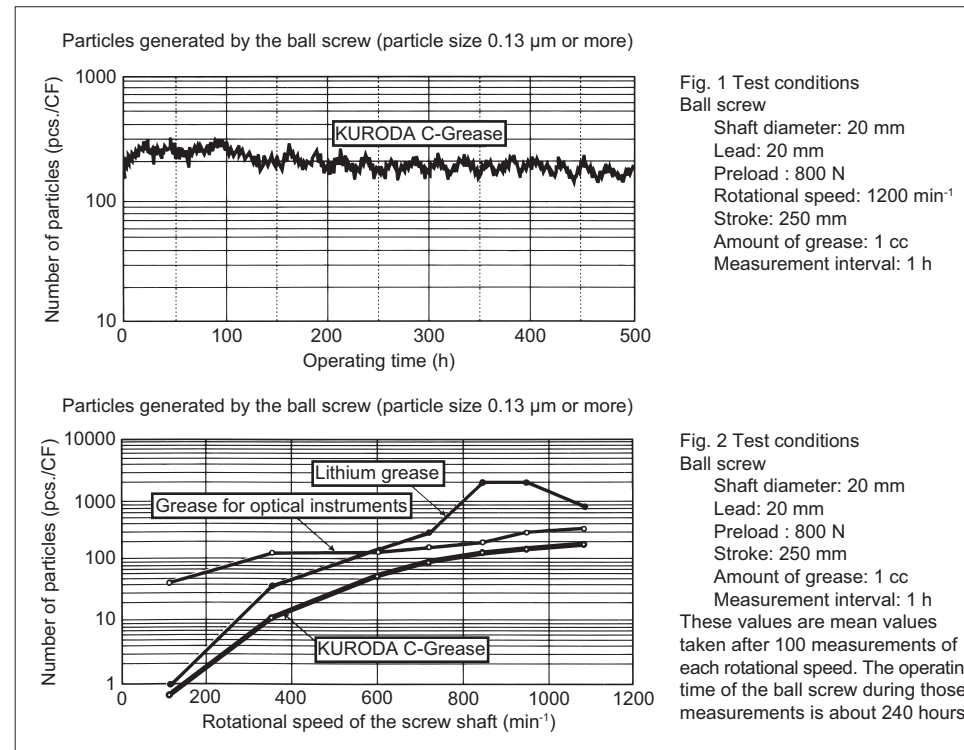 Particles generated by the ball screw (particle size 0.13 µm or more)
Number of particles (pcs./CF)
1000
100
10
KURODA C-Grease
0 100 200 300 400 500
Operating time (h)
Fig. 1 Test conditions
Ball screw
Shaft diameter: 20 mm
Lead: 20 mm
Preload : 800 N
Rotational speed: 1200 min⁻¹
Stroke: 250 mm
Amount of grease: 1 cc
Measurement interval: 1 h
Particles generated by the ball screw (particle size 0.13 µm or more)
Number of particles (pcs./CF)
10000
1000
100
10
1
Lithium grease
Grease for optical instruments
KURODA C-Grease
0 200 400 600 800 1000 1200
Rotational speed of the screw shaft (min⁻¹)
Fig. 2 Test conditions
Ball screw
Shaft diameter: 20 mm
Lead: 20 mm
Preload : 800 N
Stroke: 250 mm
Amount of grease: 1 cc
Measurement interval: 1 h
These values are mean values
taken after 100 measurements of
each rotational speed. The operatin
time of the ball screw during those
measurements is about 240 hours